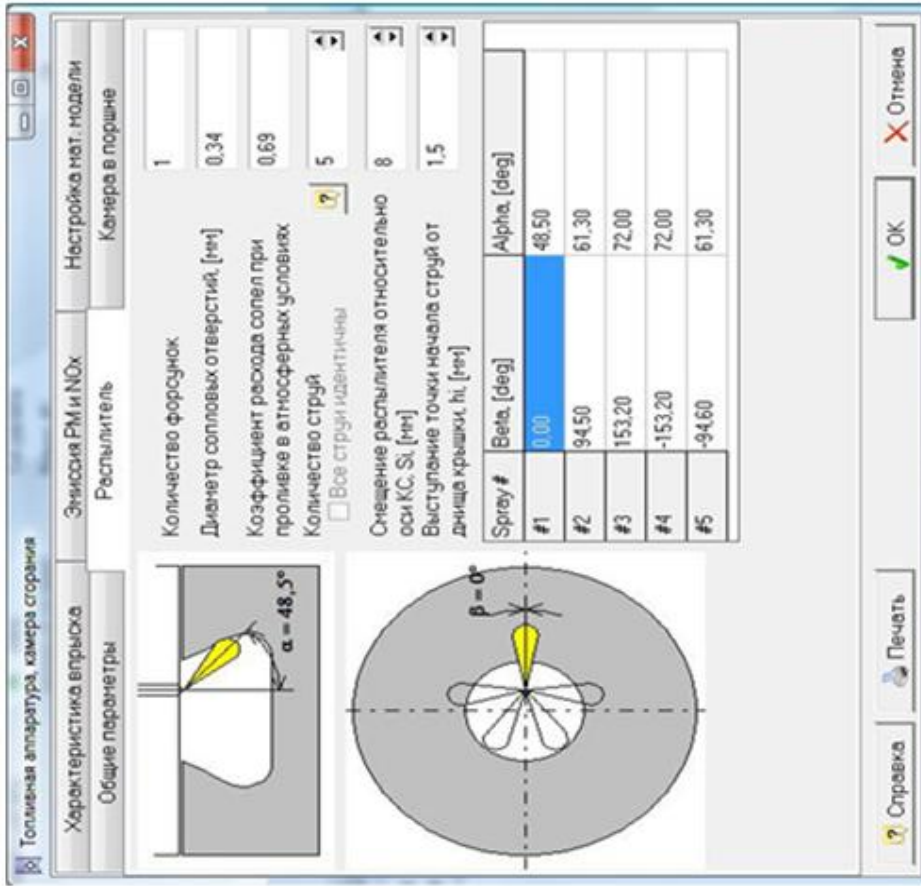 Топливная аппаратура, камера сгорания
Характеристика впрыска
Эмиссия PM и NOx
Настройка мат. модели
Общие параметры
Распылитель
Камера в поршне
α = 48,5°
β = 0°
Количество форсунок
1
Диаметр сопловых отверстий, [мм]
0,34
Коэффициент расхода сопел при
проливке в атмосферных условиях
0,69
Количество струй
5
Все струи идентичны
Смещение распылителя относительно
оси КС. Si, [мм]
8
Выступание точки начала струй от
днища крышки, hi, [мм]
1,5
Spray # Beta, [deg] Alpha, [deg]
#1 0,00 48,50
#2 94,50 61,30
#3 153,20 72,00
#4 -153,20 72,00
#5 -94,60 61,30
Справка
Печать
OK
Отмена